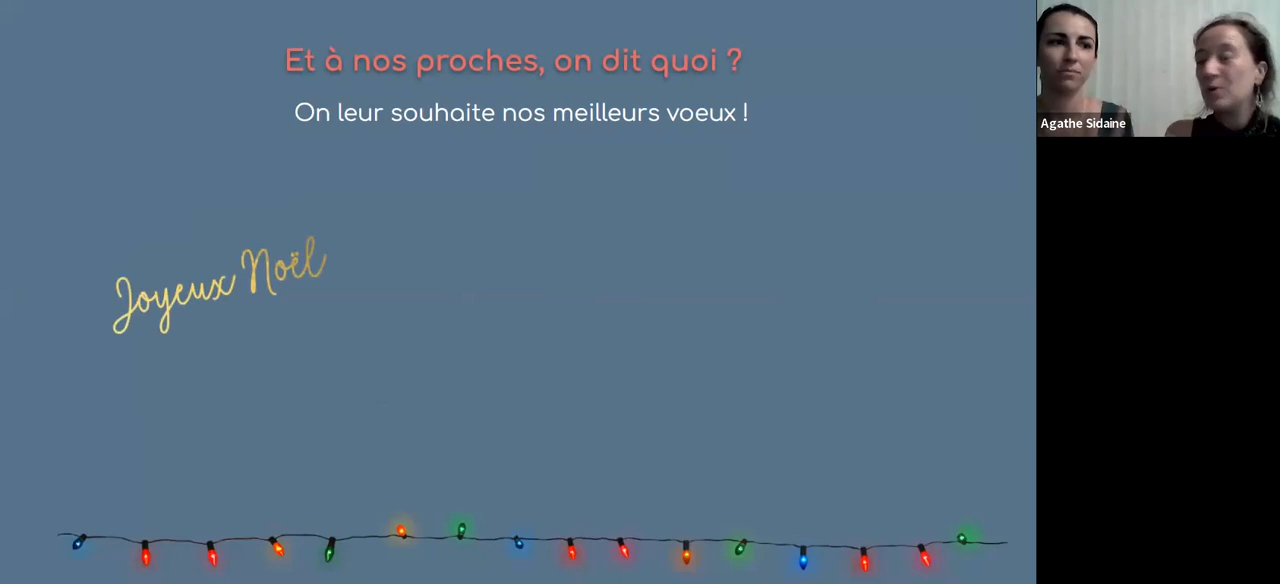 Et à nos proches, on dit quoi ?
On leur souhaite nos meilleurs voeux !
Joyeux Noël
Agathe Sidaine